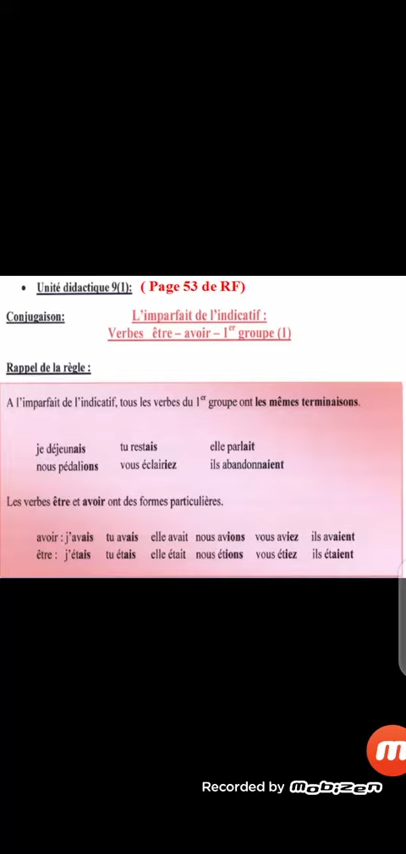 • Unité didactique 9(1): ( Page 53 de RF)
Conjugaison: L'imparfait de l'indicatif :
Verbes être – avoir – 1er groupe (1)
Rappel de la règle :
A l'imparfait de l'indicatif, tous les verbes du 1er groupe ont les mêmes terminaisons.
je déjeunais tu restais elle parlait
nous pédalions vous éclairiez ils abandonnaient
Les verbes être et avoir ont des formes particulières.
avoir : j'avais tu avais elle avait nous avions vous aviez ils avaient
être : j'étais tu étais elle était nous étions vous étiez ils étaient
m
Recorded by mobizen